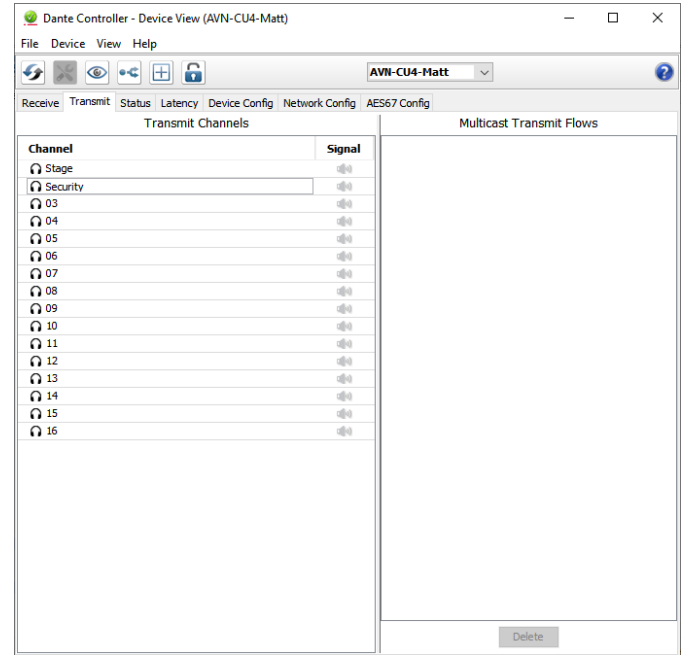 Dante Controller - Device View (AVN-CU4-Matt)
File Device View Help
AVN-CU4-Matt
?
Receive Transmit Status Latency Device Config Network Config AES67 Config
Transmit Channels
Multicast Transmit Flows
Channel Signal
Stage
Security
03
04
05
06
07
08
09
10
11
12
13
14
15
16
Delete